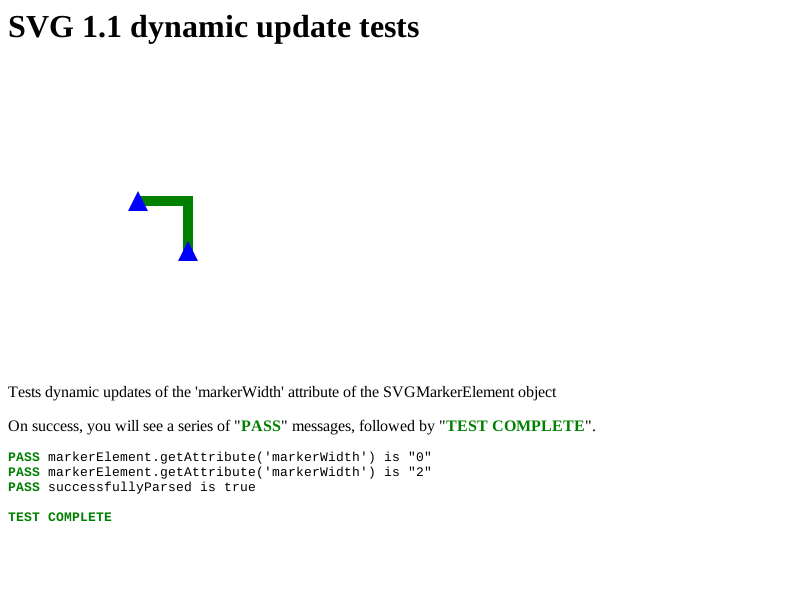 SVG 1.1 dynamic update tests
Tests dynamic updates of the 'markerWidth' attribute of the SVGMarkerElement object
On success, you will see a series of "PASS" messages, followed by "TEST COMPLETE".
PASS markerElement.getAttribute('markerWidth') is "0"
PASS markerElement.getAttribute('markerWidth') is "2"
PASS successfullyParsed is true
TEST COMPLETE